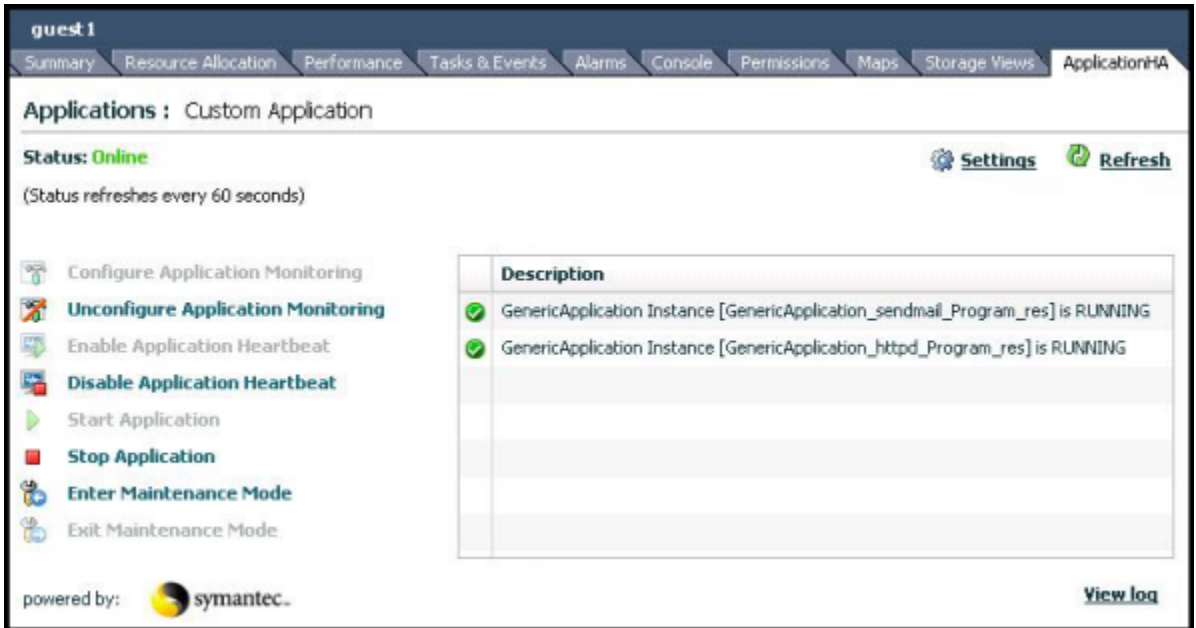 guest1
Summary Resource Allocation Performance Tasks & Events Alarms Console Permissions Maps Storage Views ApplicationHA
Applications : Custom Application
Status: Online
Settings Refresh
(Status refreshes every 60 seconds)
Configure Application Monitoring
Unconfigure Application Monitoring
Enable Application Heartbeat
Disable Application Heartbeat
Start Application
Stop Application
Enter Maintenance Mode
Exit Maintenance Mode
Description
GenericApplication Instance [GenericApplication_sendmail_Program_res] is RUNNING
GenericApplication Instance [GenericApplication_httpd_Program_res] is RUNNING
powered by: symantec.
View log